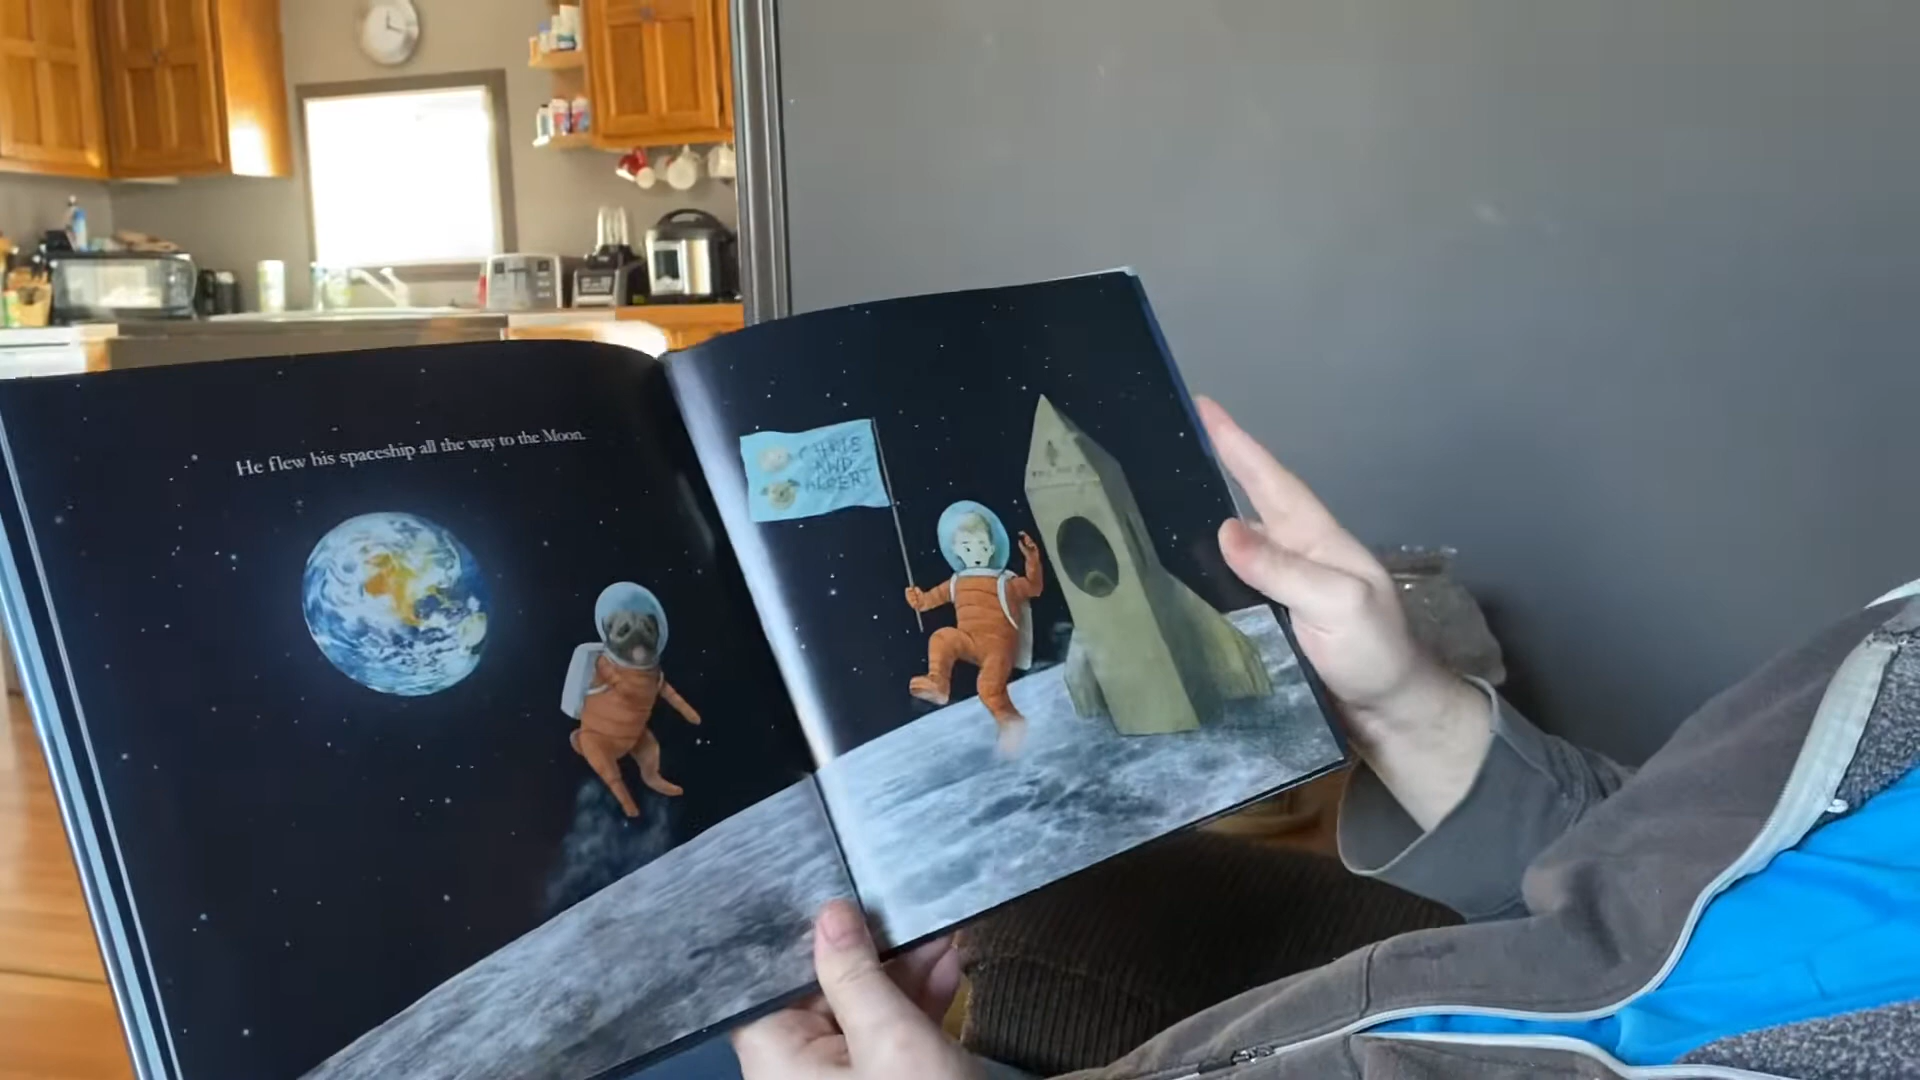 He flew his spaceship all the way to the Moon.
CHRIS
AND
ALBERT